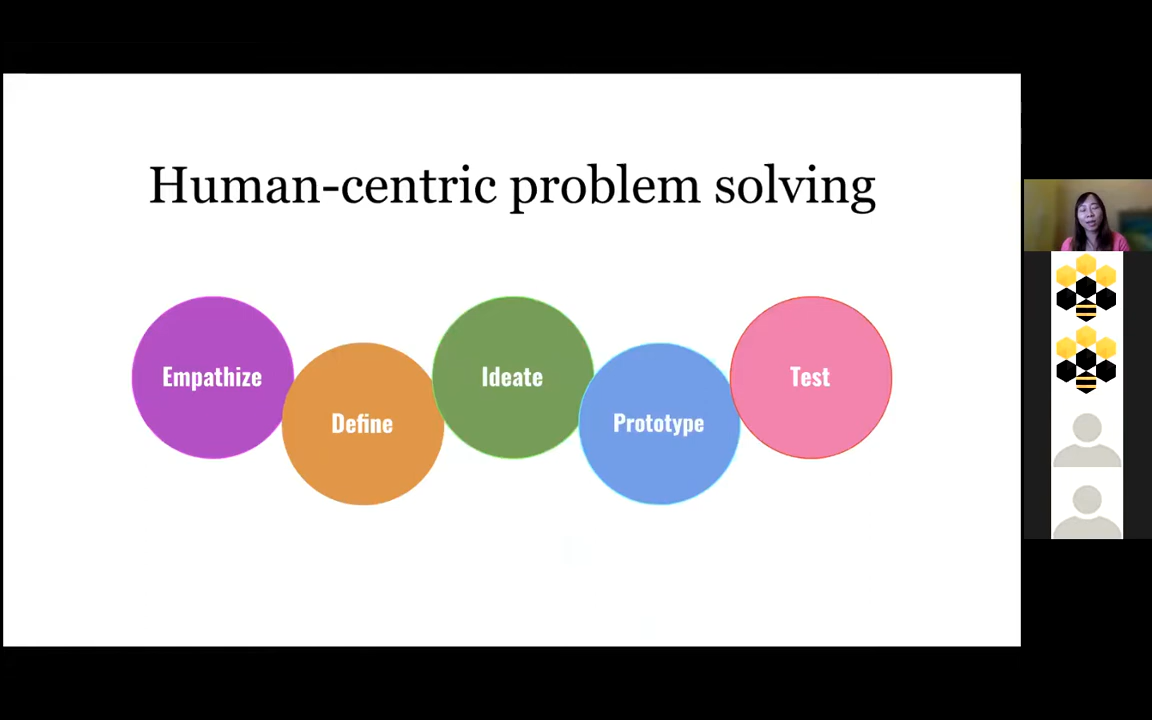 Human-centric problem solving
Empathize
Define
Ideate
Prototype
Test